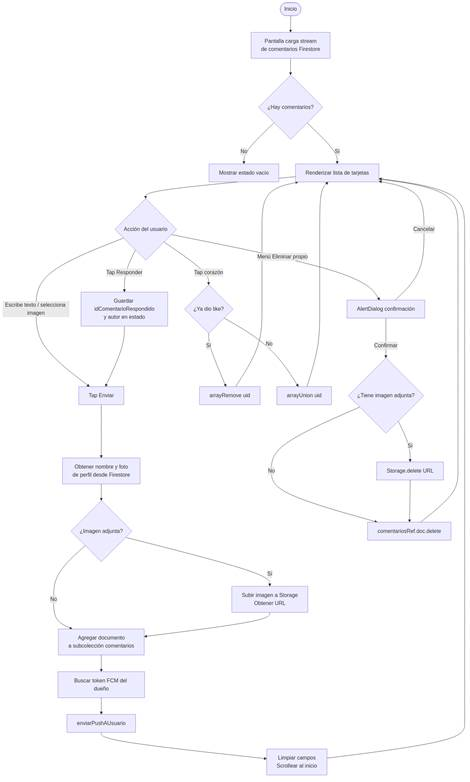 Inicio
Pantalla carga stream
de comentarios Firestore
¿Hay comentarios?
No
Sí
Mostrar estado vacío
Renderizar lista de tarjetas
Acción del usuario
Cancelar
Menú Eliminar propio
Tap Responder
Tap corazón
Escribe texto / selecciona
imagen
Guardar
idComentarioRespondido
y autor en estado
¿Ya dio like?
AlertDialog confirmación
Sí
No
Confirmar
Tap Enviar
arrayRemove uid
arrayUnion uid
¿Tiene imagen adjunta?
Obtener nombre y foto
de perfil desde Firestore
No
Sí
Storage.delete URL
¿Imagen adjunta?
comentariosRef.doc.delete
No
Sí
Subir imagen a Storage
Obtener URL
Agregar documento
a subcolección comentarios
Buscar token FCM del
dueño
enviarPushAUsuario
Limpiar campos
Scrollear al inicio